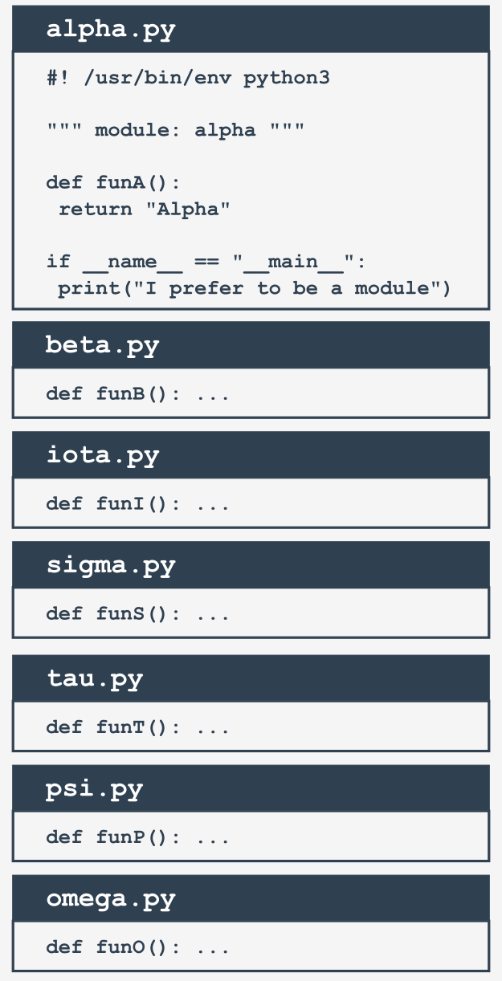 alpha.py
#! /usr/bin/env python3
""" module: alpha """
def funA():
 return "Alpha"
if __name__ == "__main__":
 print("I prefer to be a module")
beta.py
def funB(): ...
iota.py
def funI(): ...
sigma.py
def funS(): ...
tau.py
def funT(): ...
psi.py
def funP(): ...
omega.py
def funO(): ...